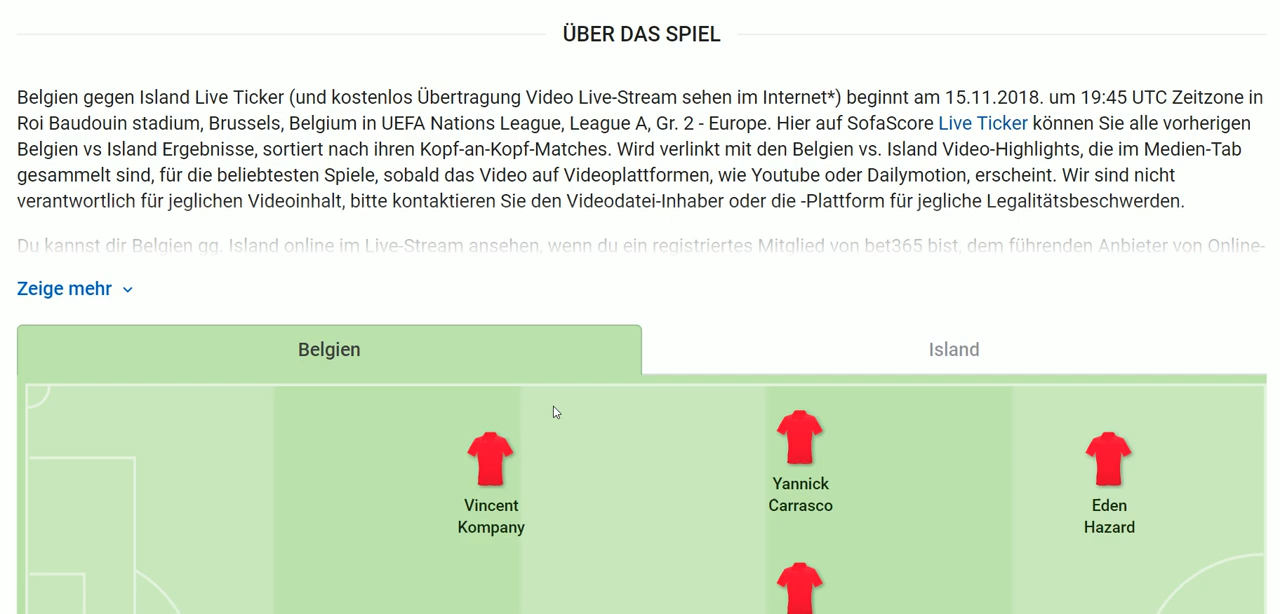 ÜBER DAS SPIEL
Belgien gegen Island Live Ticker (und kostenlos Übertragung Video Live-Stream sehen im Internet*) beginnt am 15.11.2018. um 19:45 UTC Zeitzone in
Roi Baudouin stadium, Brussels, Belgium in UEFA Nations League, League A, Gr. 2 - Europe. Hier auf SofaScore Live Ticker können Sie alle vorherigen
Belgien vs Island Ergebnisse, sortiert nach ihren Kopf-an-Kopf-Matches. Wird verlinkt mit den Belgien vs. Island Video-Highlights, die im Medien-Tab
gesammelt sind, für die beliebtesten Spiele, sobald das Video auf Videoplattformen, wie Youtube oder Dailymotion, erscheint. Wir sind nicht
verantwortlich für jeglichen Videoinhalt, bitte kontaktieren Sie den Videodatei-Inhaber oder die -Plattform für jegliche Legalitätsbeschwerden.
Du kannst dir Belgien gg. Island online im Live-Stream ansehen, wenn du ein registriertes Mitglied von bet365 bist, dem führenden Anbieter von Online-
Zeige mehr
Belgien
Island
Vincent
Kompany
Yannick
Carrasco
Eden
Hazard